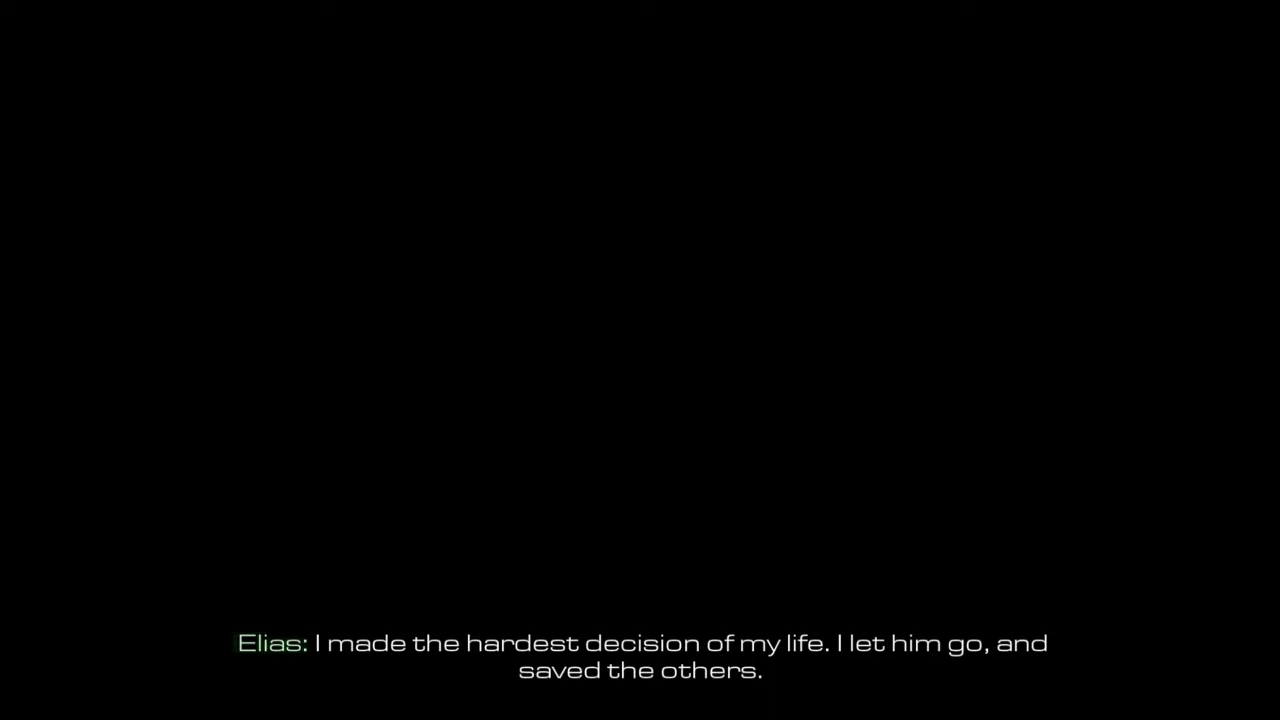 Elias: I made the hardest decision of my life. I let him go, and
saved the others.